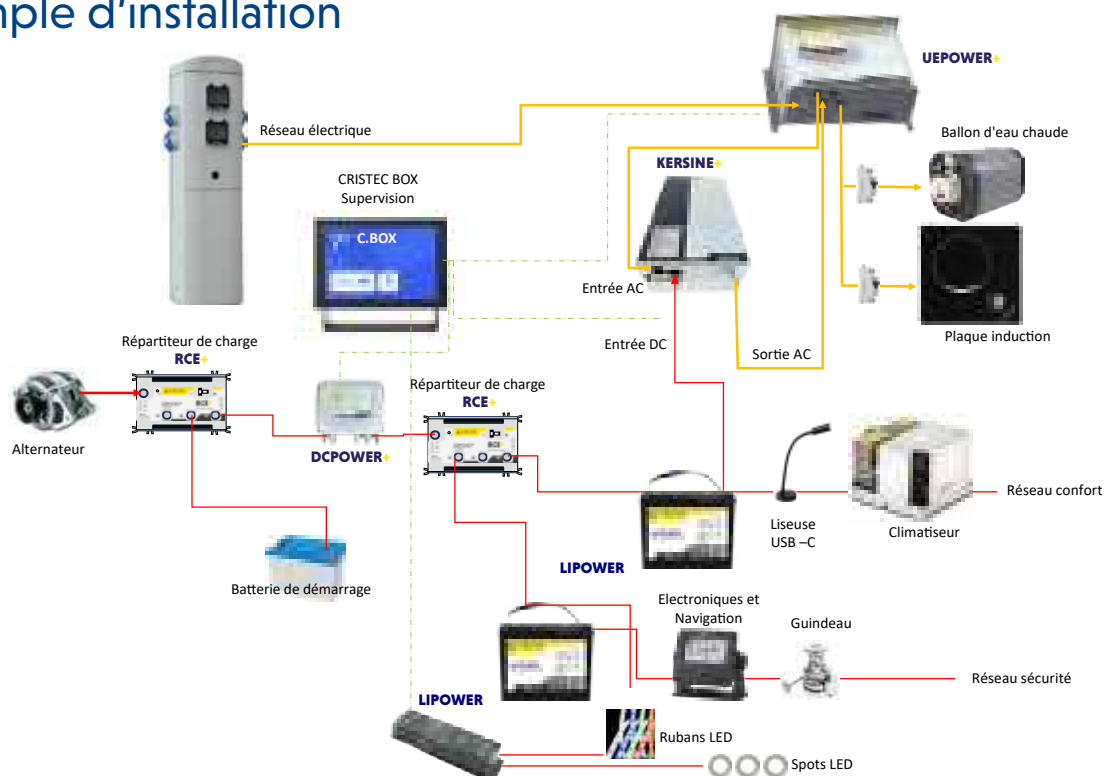 mple d'installation
UEPOWER+
Réseau électrique
Ballon d'eau chaude
KERSINE+
CRISTEC BOX
Supervision
C.BOX
Entrée AC
Entrée DC
Sortie AC
Plaque induction
Répartiteur de charge
RCE+
Répartiteur de charge
RCE+
Alternateur
DCPOWER+
Réseau confort
Liseuse
USB –C
Climatiseur
LIPOWER
Batterie de démarrage
Electroniques et
Navigation
Guindeau
Réseau sécurité
LIPOWER
Rubans LED
Spots LED